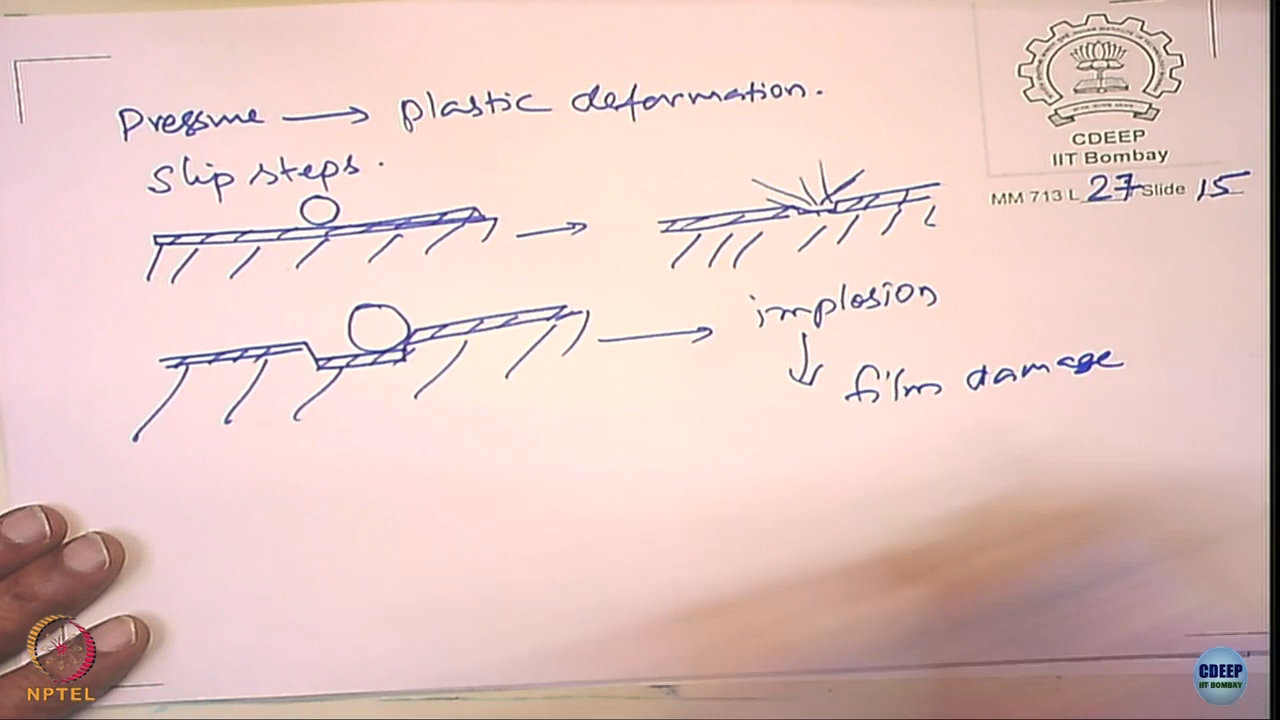 Pressure → plastic deformation.
Slip steps.
implosion
film damage
CDEEP
IIT Bombay
MM 713 L 27 Slide 15
NPTEL
CDEEP
IIT BOMBAY